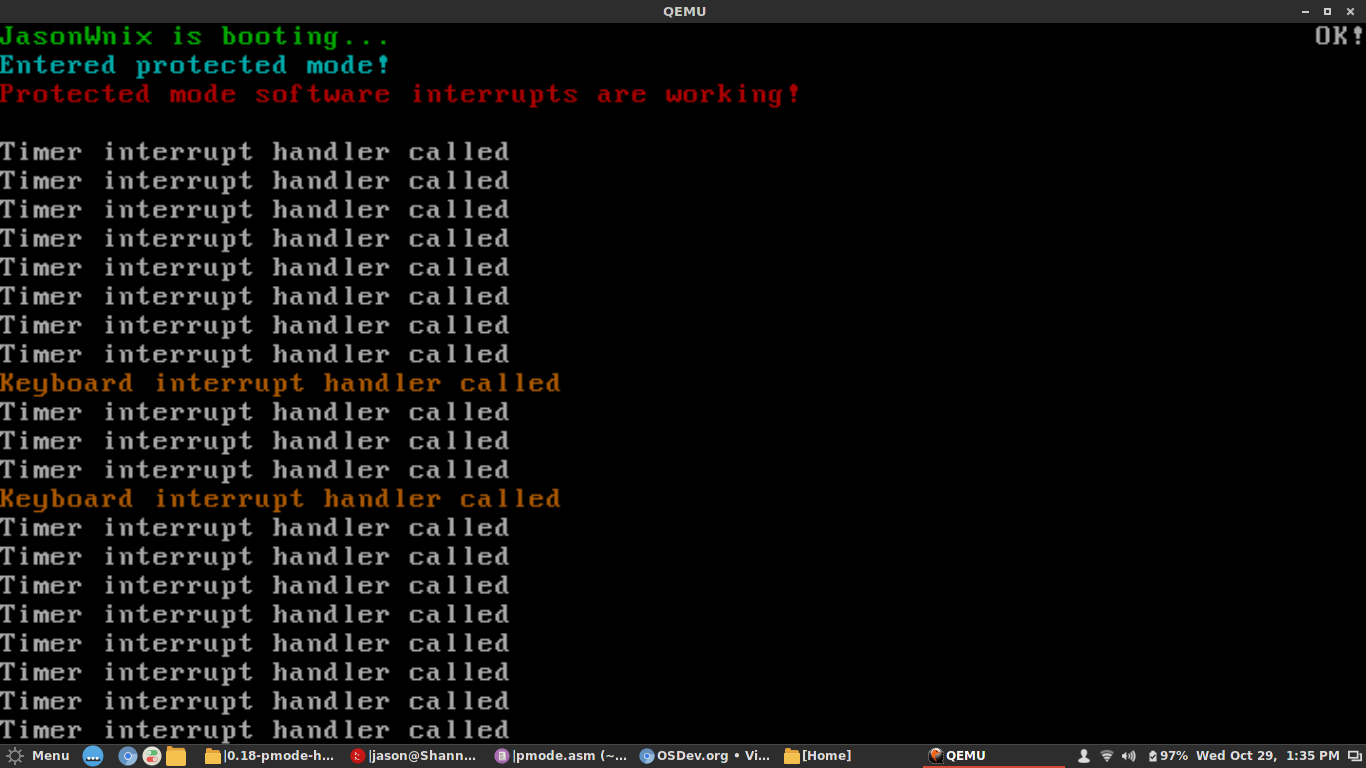 QEMU
JasonWnix is booting... OK!
Entered protected mode!
Protected mode software interrupts are working!
Timer interrupt handler called
Timer interrupt handler called
Timer interrupt handler called
Timer interrupt handler called
Timer interrupt handler called
Timer interrupt handler called
Timer interrupt handler called
Timer interrupt handler called
Keyboard interrupt handler called
Timer interrupt handler called
Timer interrupt handler called
Timer interrupt handler called
Keyboard interrupt handler called
Timer interrupt handler called
Timer interrupt handler called
Timer interrupt handler called
Timer interrupt handler called
Timer interrupt handler called
Timer interrupt handler called
Timer interrupt handler called
Timer interrupt handler called
Menu |0.18-pmode-h... |jason@Shann... |pmode.asm (~... OSDev.org • Vi... [Home] QEMU 97% Wed Oct 29, 1:35 PM